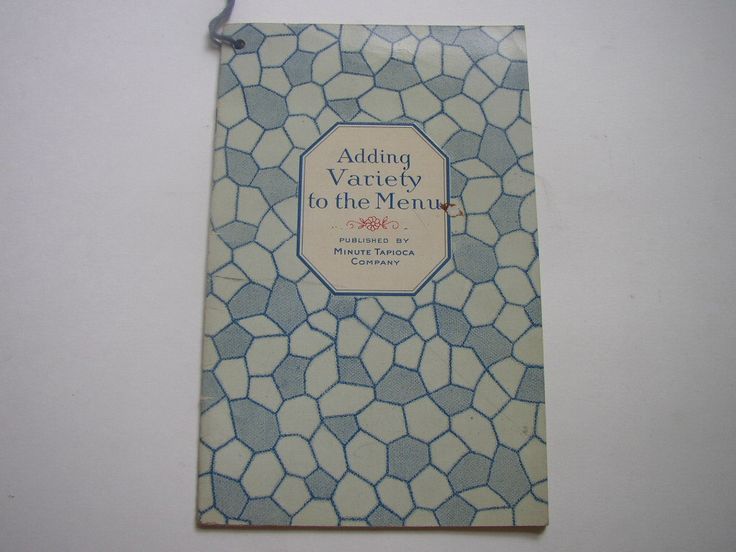 Adding
Variety
to the Menu
PUBLISHED BY
MINUTE TAPIOCA
COMPANY